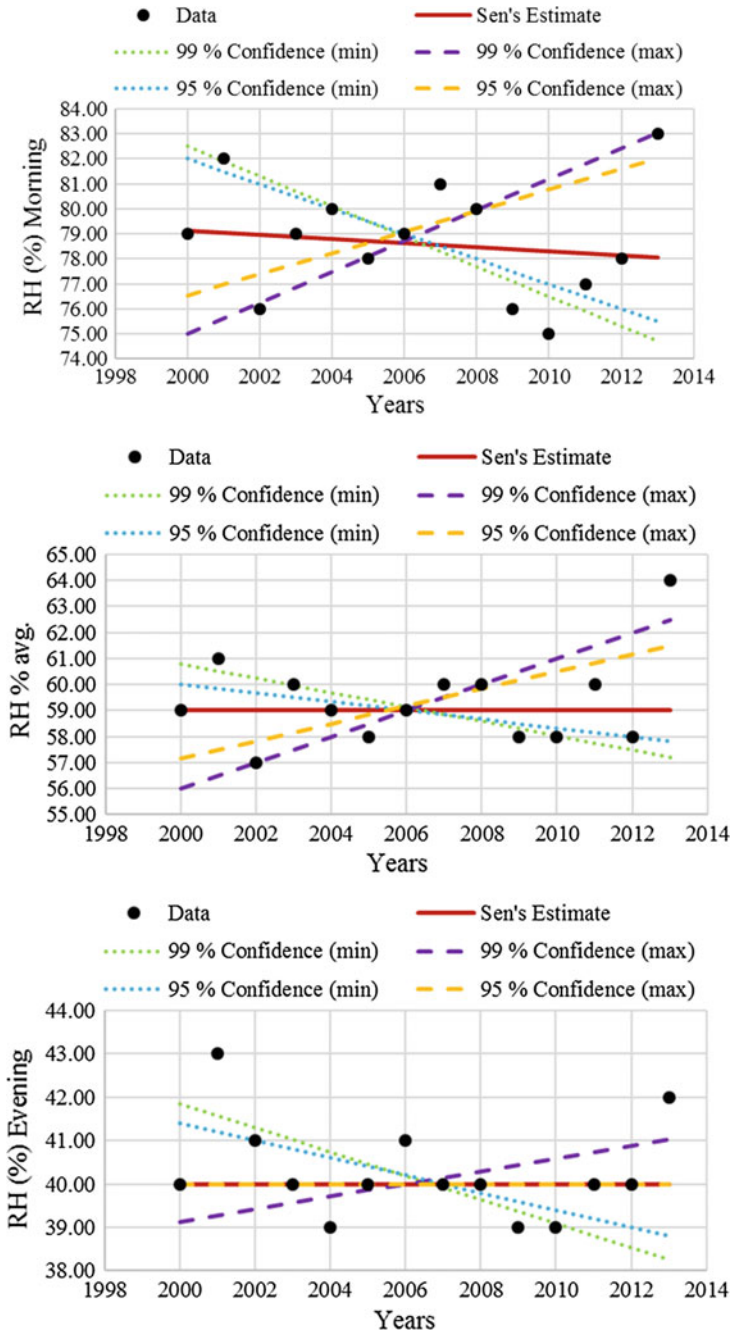 Data Sen's Estimate
99 % Confidence (min) 99 % Confidence (max)
95 % Confidence (min) 95 % Confidence (max)
84.00
83.00
82.00
81.00
80.00
79.00
78.00
77.00
76.00
75.00
74.00
RH (%) Morning
1998 2000 2002 2004 2006 2008 2010 2012 2014
Years
Data Sen's Estimate
99 % Confidence (min) 99 % Confidence (max)
95 % Confidence (min) 95 % Confidence (max)
65.00
64.00
63.00
62.00
61.00
60.00
59.00
58.00
57.00
56.00
55.00
RH % avg.
1998 2000 2002 2004 2006 2008 2010 2012 2014
Years
Data Sen's Estimate
99 % Confidence (min) 99 % Confidence (max)
95 % Confidence (min) 95 % Confidence (max)
44.00
43.00
42.00
41.00
40.00
39.00
38.00
RH (%) Evening
1998 2000 2002 2004 2006 2008 2010 2012 2014
Years